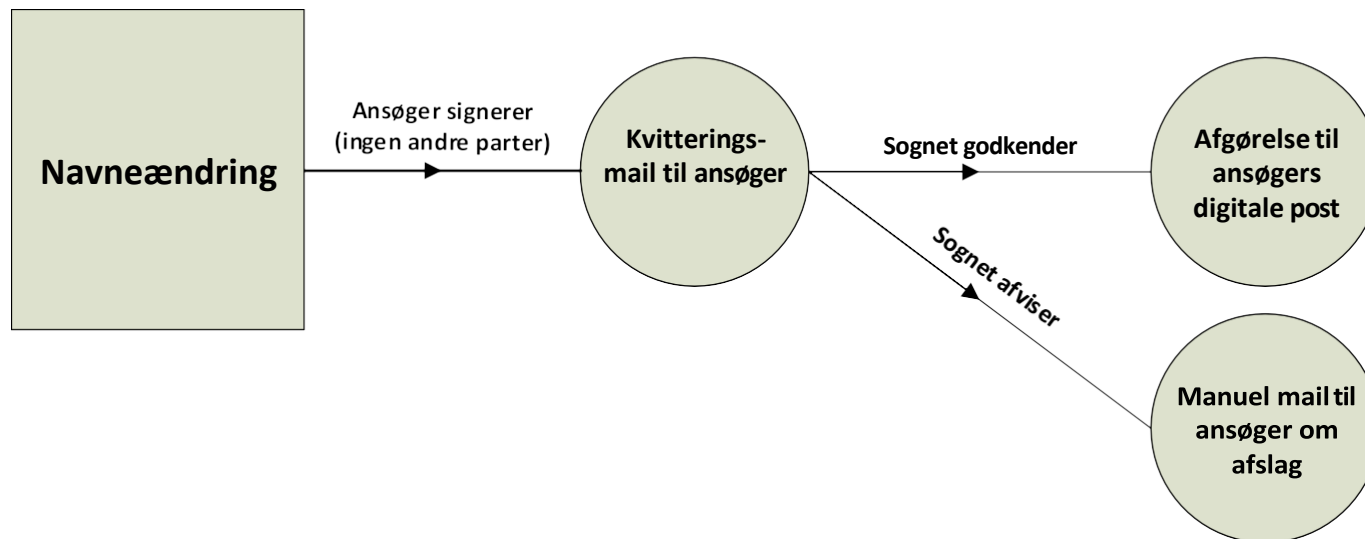 Navneændring
Ansøger signerer
(ingen andre parter)
Kvitterings-
mail til ansøger
Sognet godkender
Afgørelse til
ansøgers
digitale post
Sognet afviser
Manuel mail til
ansøger om
afslag